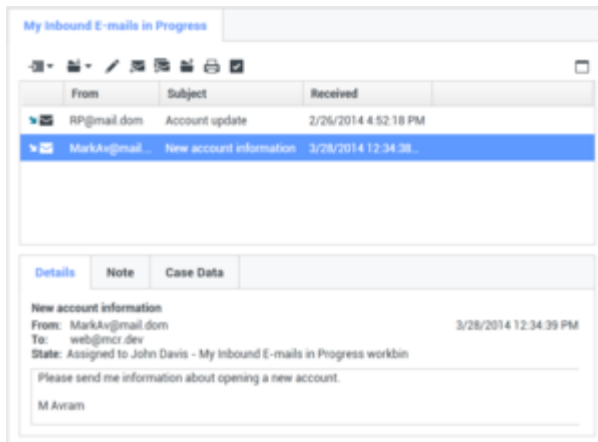 My Inbound E-mails in Progress
From Subject Received
RP@mail.dom Account update 2/26/2014 4:52:18 PM
MarkAv@mail... New account information 3/28/2014 12:34:38...
Details Note Case Data
New account information
From: MarkAv@mail.dom 3/28/2014 12:34:39 PM
To: web@mcr.dev
State: Assigned to John Davis - My Inbound E-mails in Progress workbin
Please send me information about opening a new account.
M Avram